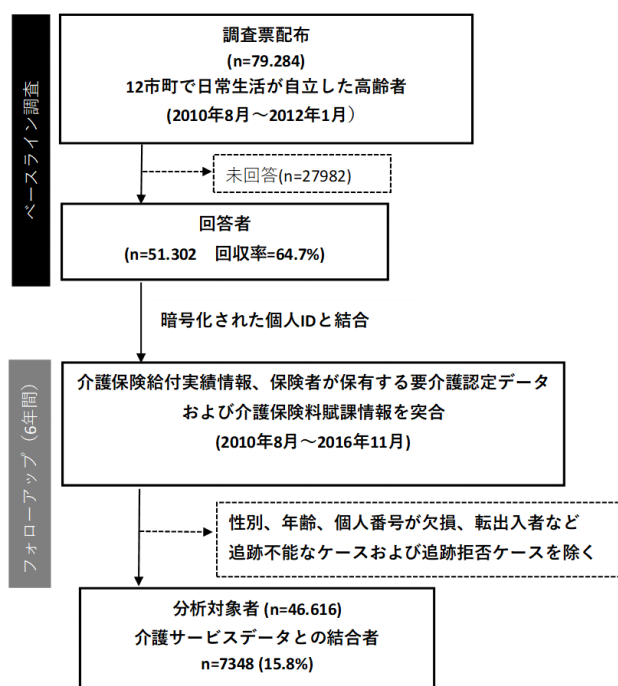 ベースライン調査
調査票配布
(n=79.284)
12市町で日常生活が自立した高齢者
(2010年8月～2012年1月）
未回答(n=27982)
回答者
(n=51.302 回収率=64.7%)
暗号化された個人IDと結合
フォローアップ（6年間）
介護保険給付実績情報、保険者が保有する要介護認定データ
および介護保険料賦課情報を突合
(2010年8月～2016年11月)
性別、年齢、個人番号が欠損、転出入者など
追跡不能なケースおよび追跡拒否ケースを除く
分析対象者 (n=46.616)
介護サービスデータとの結合者
n=7348 (15.8%)